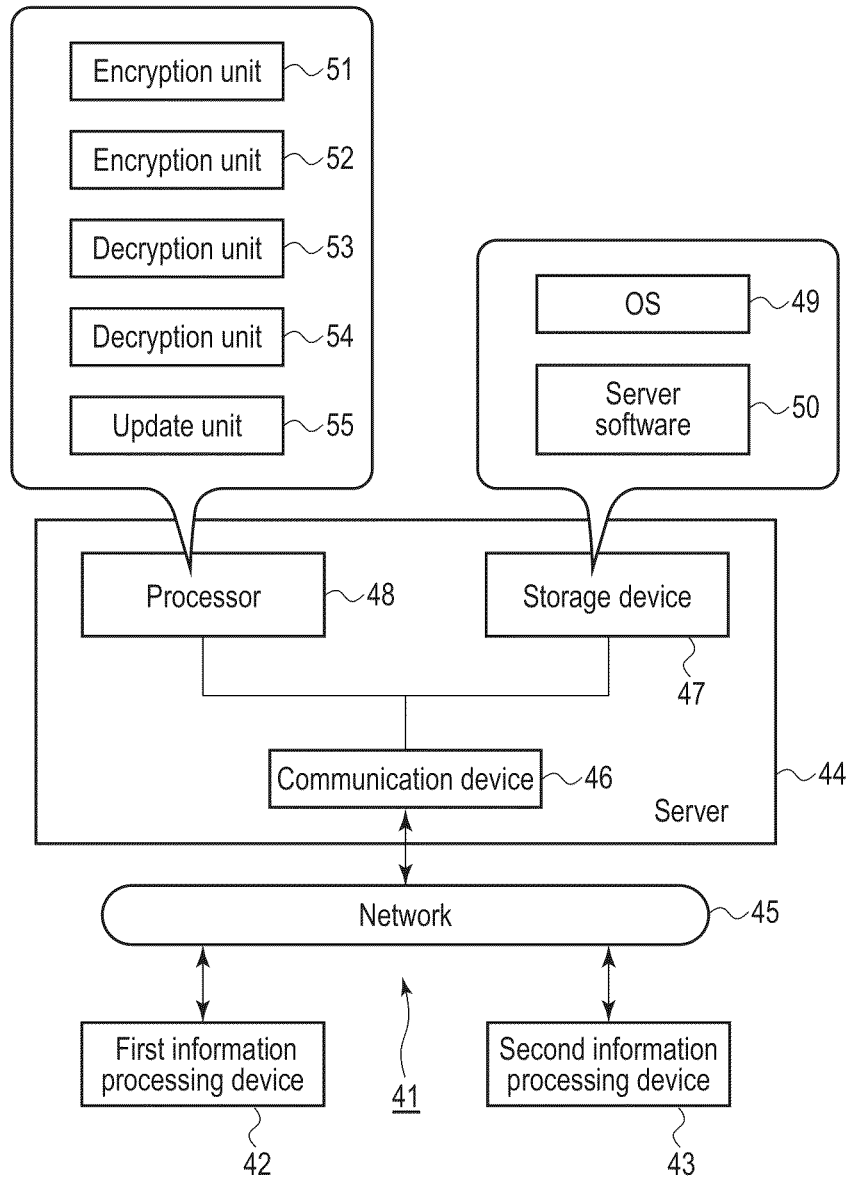 Encryption unit 51
Encryption unit 52
Decryption unit 53
Decryption unit 54
Update unit 55
OS 49
Server
software 50
Processor 48
Storage device
47
Communication device 46
44
Server
Network 45
First information
processing device
42
41
Second information
processing device
43